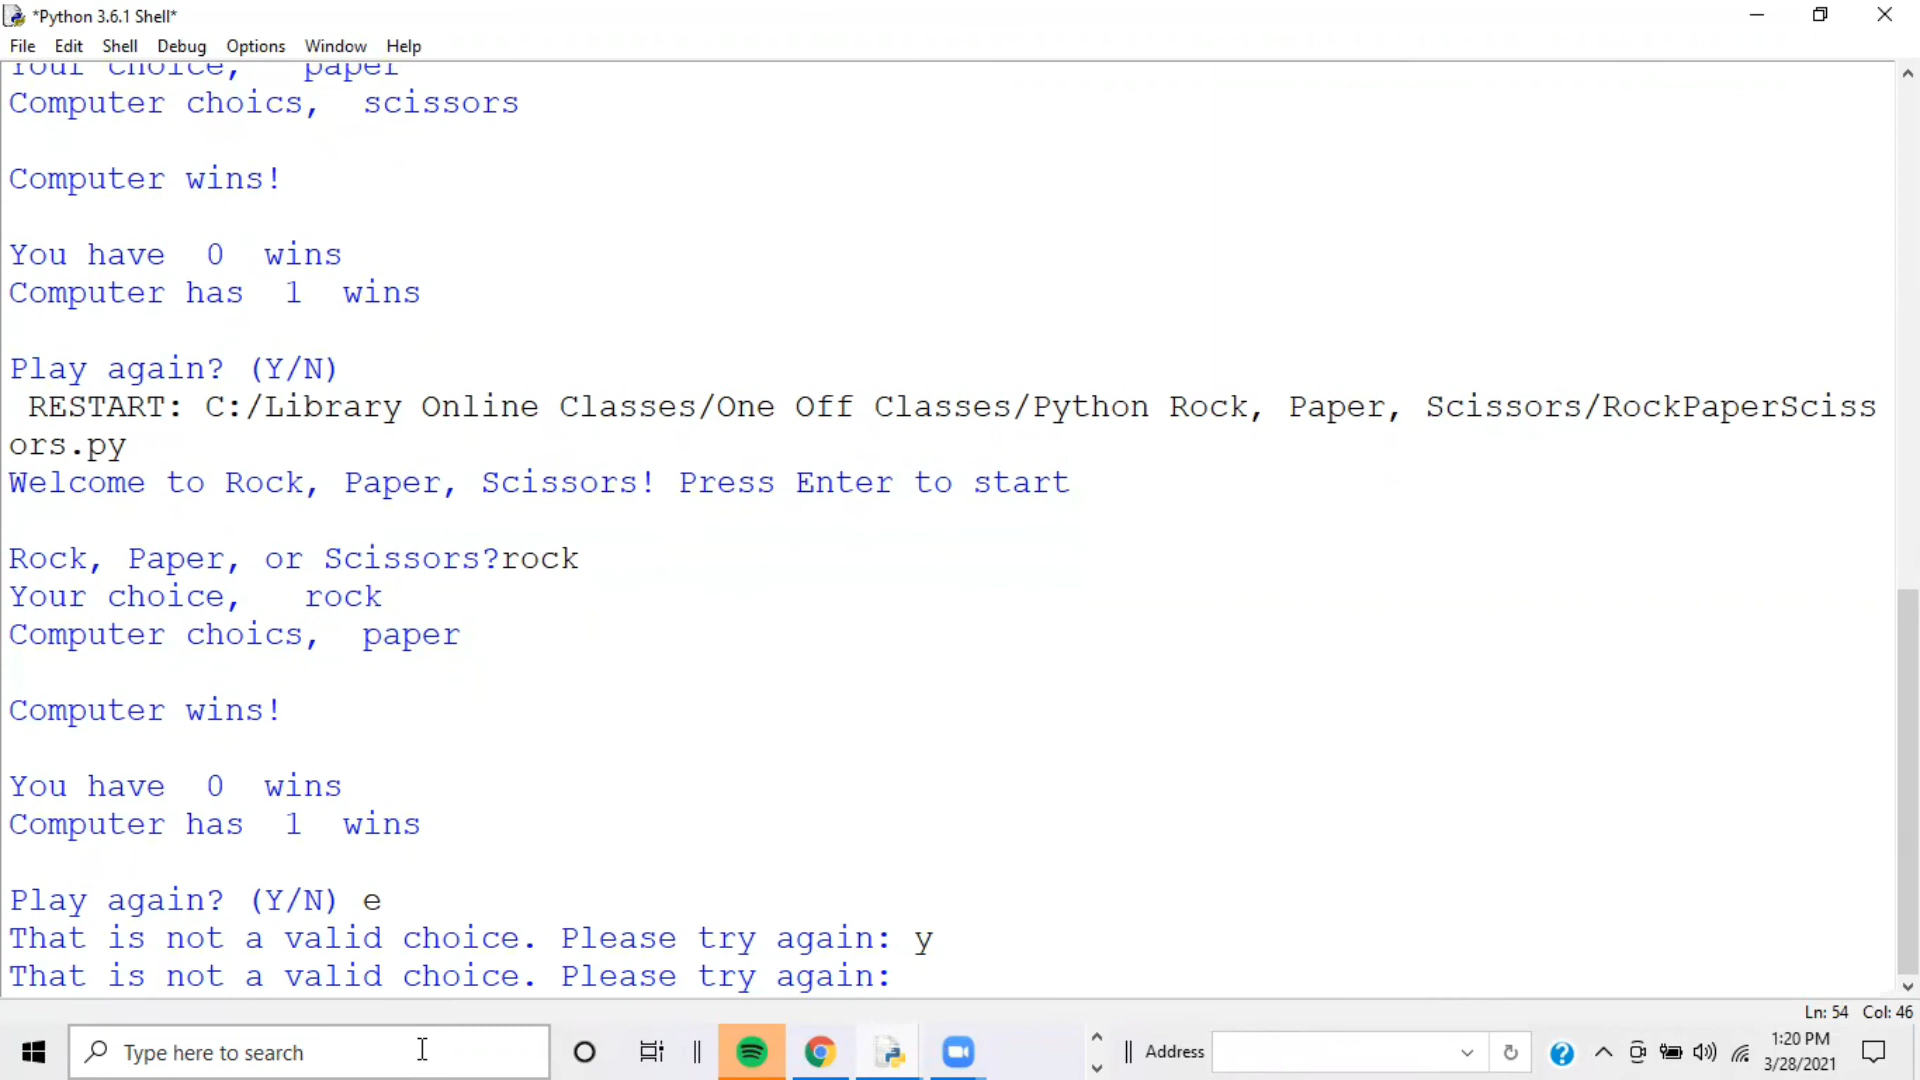 *Python 3.6.1 Shell*
File Edit Shell Debug Options Window Help
Your choice,   paper
Computer choics,  scissors
Computer wins!
You have  0  wins
Computer has  1  wins
Play again? (Y/N)
RESTART: C:/Library Online Classes/One Off Classes/Python Rock, Paper, Scissors/RockPaperSciss
ors.py
Welcome to Rock, Paper, Scissors! Press Enter to start
Rock, Paper, or Scissors?rock
Your choice,   rock
Computer choics,  paper
Computer wins!
You have  0  wins
Computer has  1  wins
Play again? (Y/N) e
That is not a valid choice. Please try again: y
That is not a valid choice. Please try again:
Ln: 54 Col: 46
Type here to search
Address
1:20 PM
3/28/2021